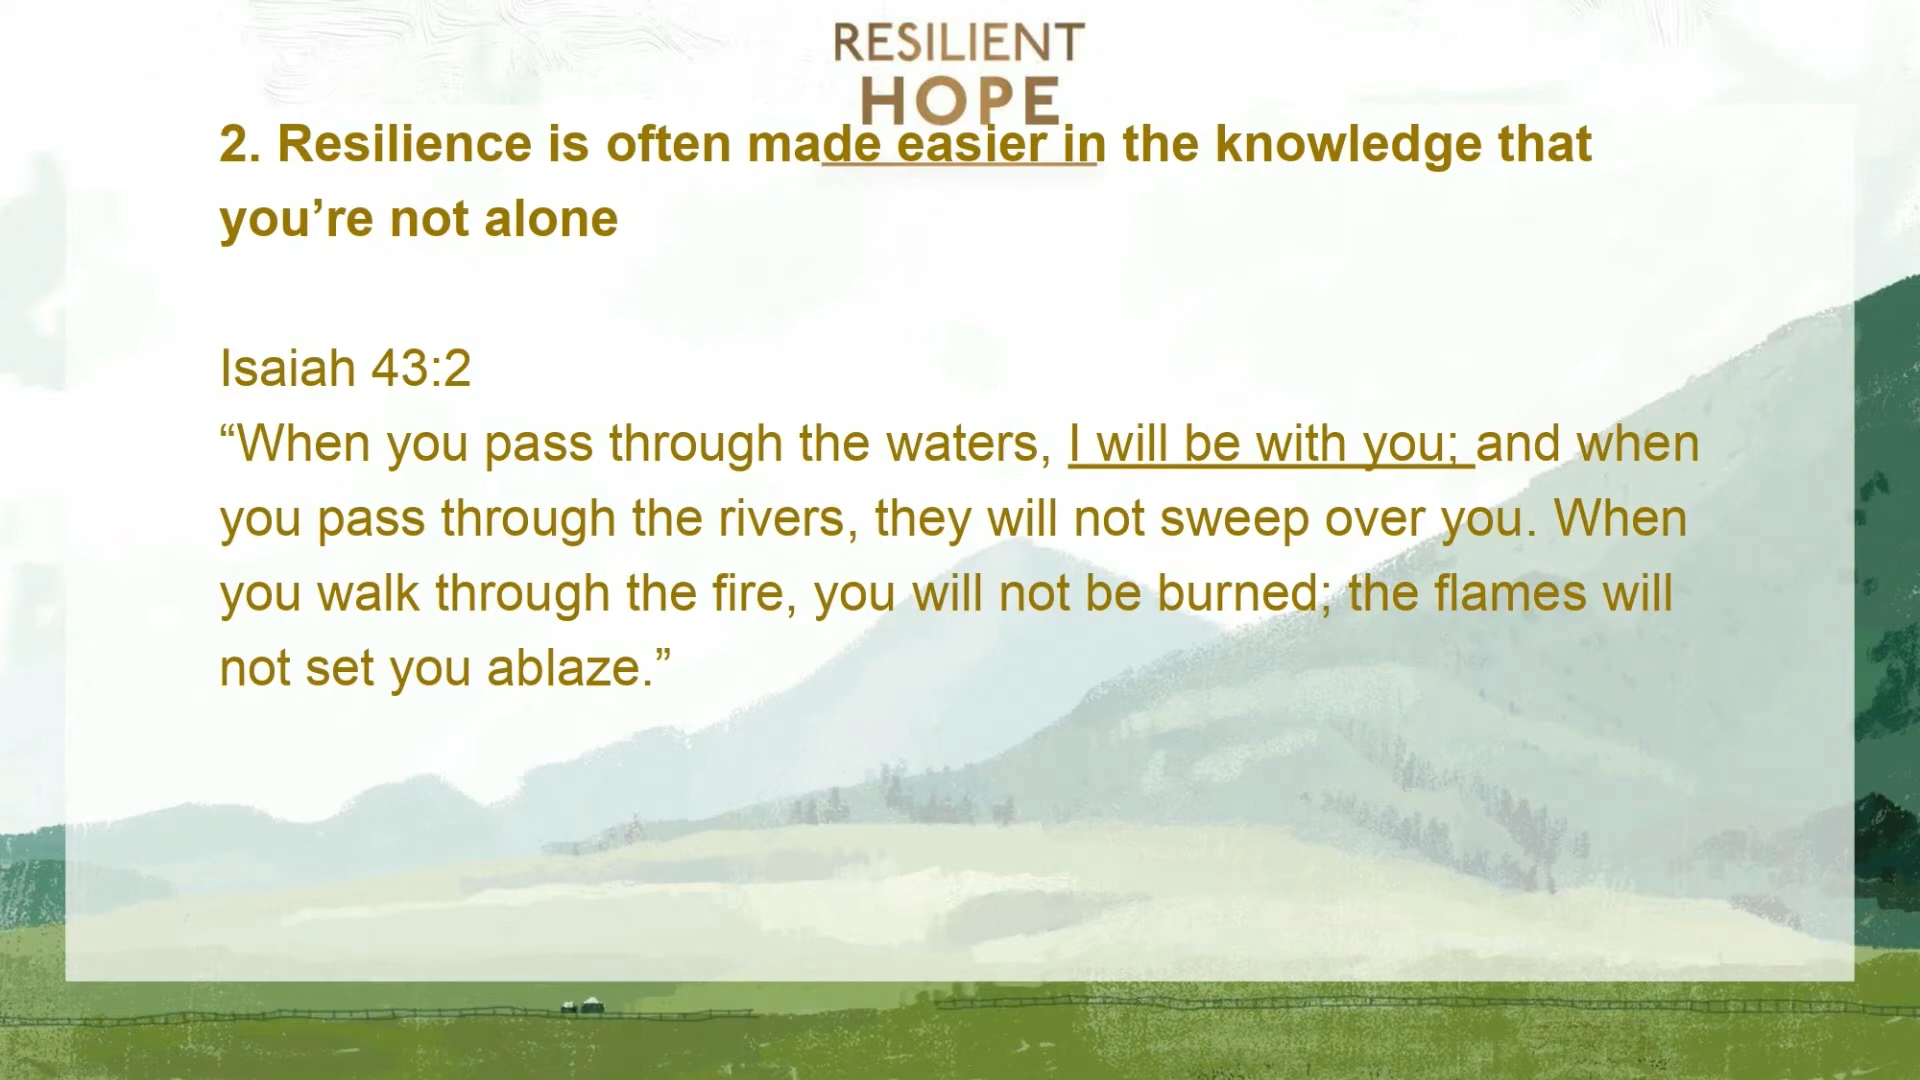 RESILIENT
HOPE
2. Resilience is often made easier in the knowledge that
you’re not alone
Isaiah 43:2
“When you pass through the waters, I will be with you; and when
you pass through the rivers, they will not sweep over you. When
you walk through the fire, you will not be burned; the flames will
not set you ablaze.”